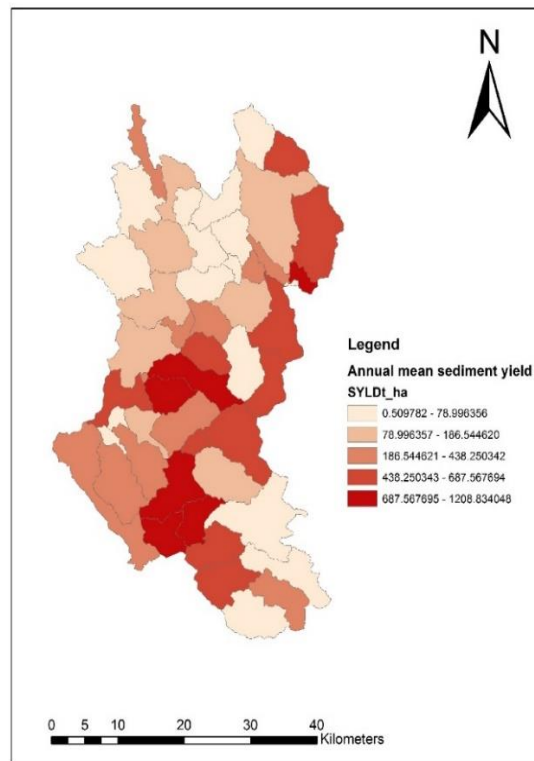 N
Legend
Annual mean sediment yield
SYLDt_ha
0.509782 - 78.996356
78.996357 - 186.544620
186.544621 - 438.250342
438.250343 - 687.567694
687.567695 - 1208.834048
0 5 10 20 30 40
Kilometers